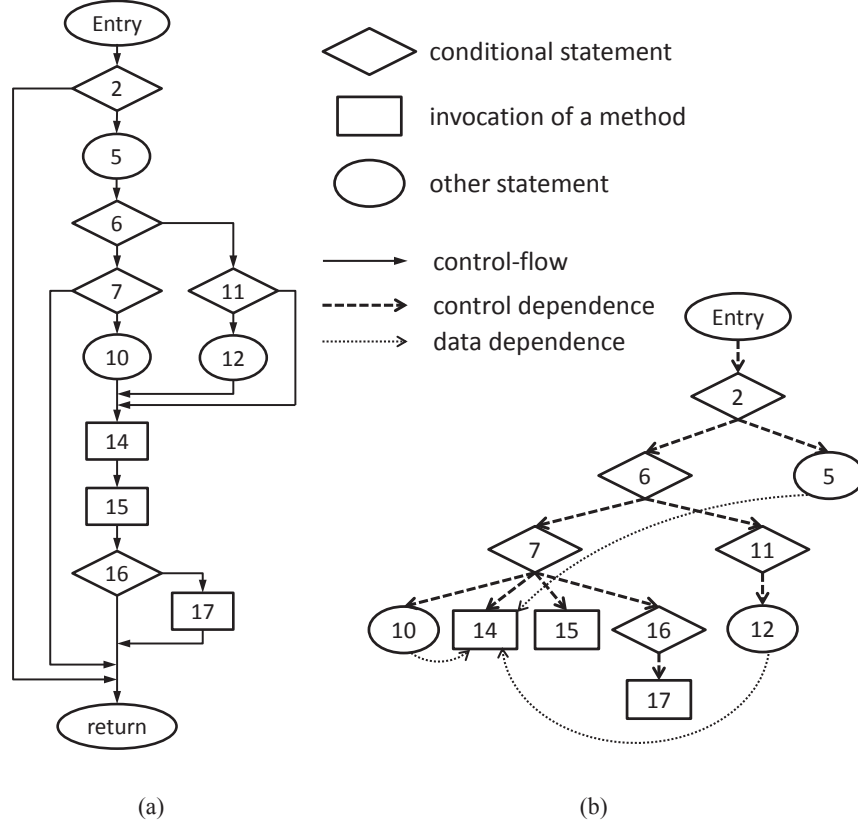 Entry
2
5
6
7
11
10
12
14
15
16
17
return
(a)
conditional statement
invocation of a method
other statement
control-flow
control dependence
data dependence
Entry
2
6
5
7
11
10
14
15
16
12
17
(b)